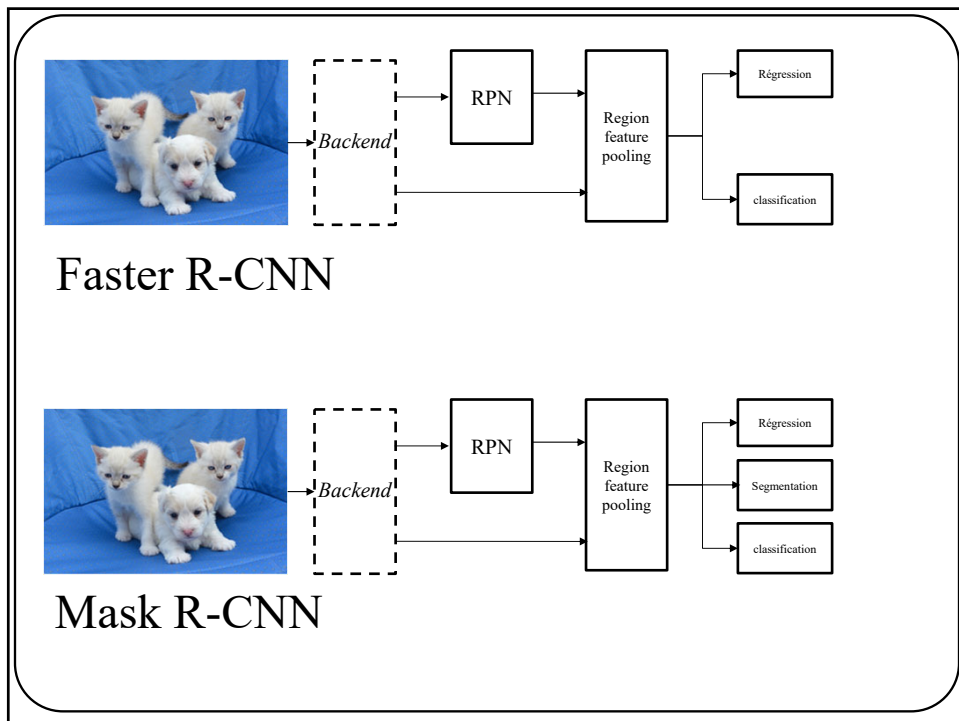 Backend
RPN
Region
feature
pooling
Régression
classification
Faster R-CNN
Backend
RPN
Region
feature
pooling
Régression
Segmentation
classification
Mask R-CNN